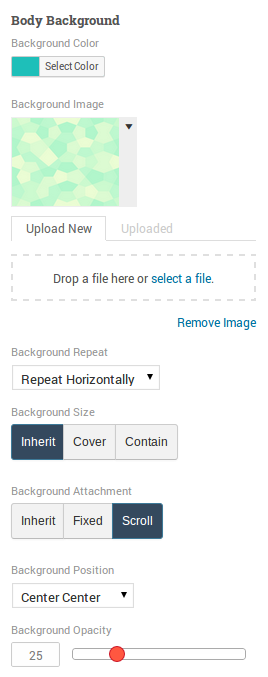 Body Background
Background Color
Select Color
Background Image
Upload New Uploaded
Drop a file here or select a file.
Remove Image
Background Repeat
Repeat Horizontally
Background Size
Inherit Cover Contain
Background Attachment
Inherit Fixed Scroll
Background Position
Center Center
Background Opacity
25